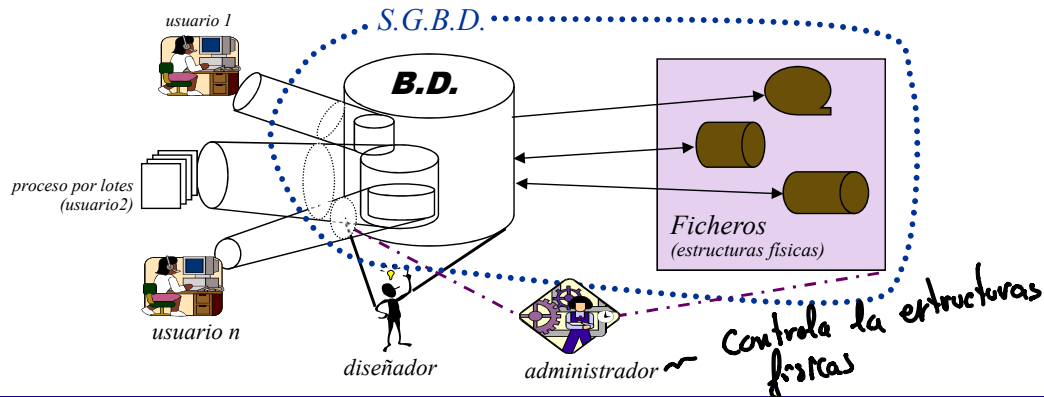 usuario 1
S.G.B.D.
B.D.
proceso por lotes
(usuario2)
Ficheros
(estructuras físicas)
usuario n
diseñador
administrador
Controla la estructuras
físicas